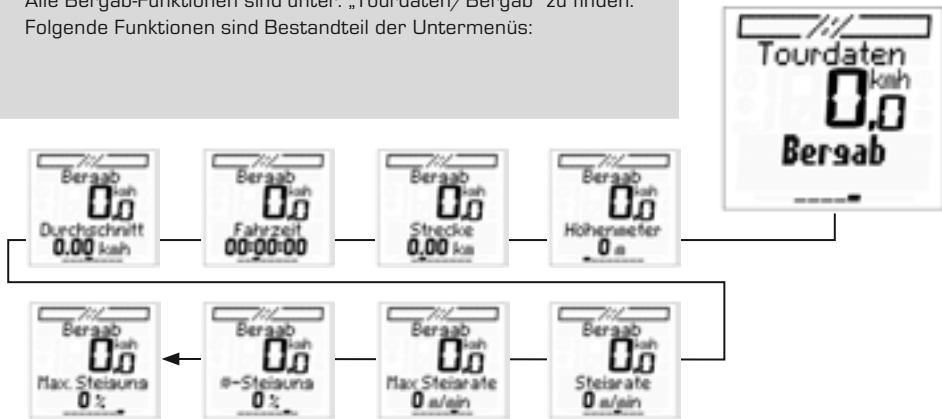 Alle Bergab-Funktionen sind unter: „Tourdaten/Bergab“ zu finden.
Folgende Funktionen sind Bestandteil der Untermenüs:
Tourdaten
0,0 kmh
Bergab
Bergab
0,0 kmh
Durchschnitt
0.00 kmh
Bergab
0,0 kmh
Fahrzeit
00:00:00
Bergab
0,0 kmh
Strecke
0,00 km
Bergab
0,0 kmh
Höhenmeter
0 m
Bergab
0,0 kmh
Max. Steigung
0 %
Bergab
0,0 kmh
-Steigung
0 %
Bergab
0,0 kmh
Max Steigrate
0 m/min
Bergab
0,0 kmh
Steigrate
0 m/min